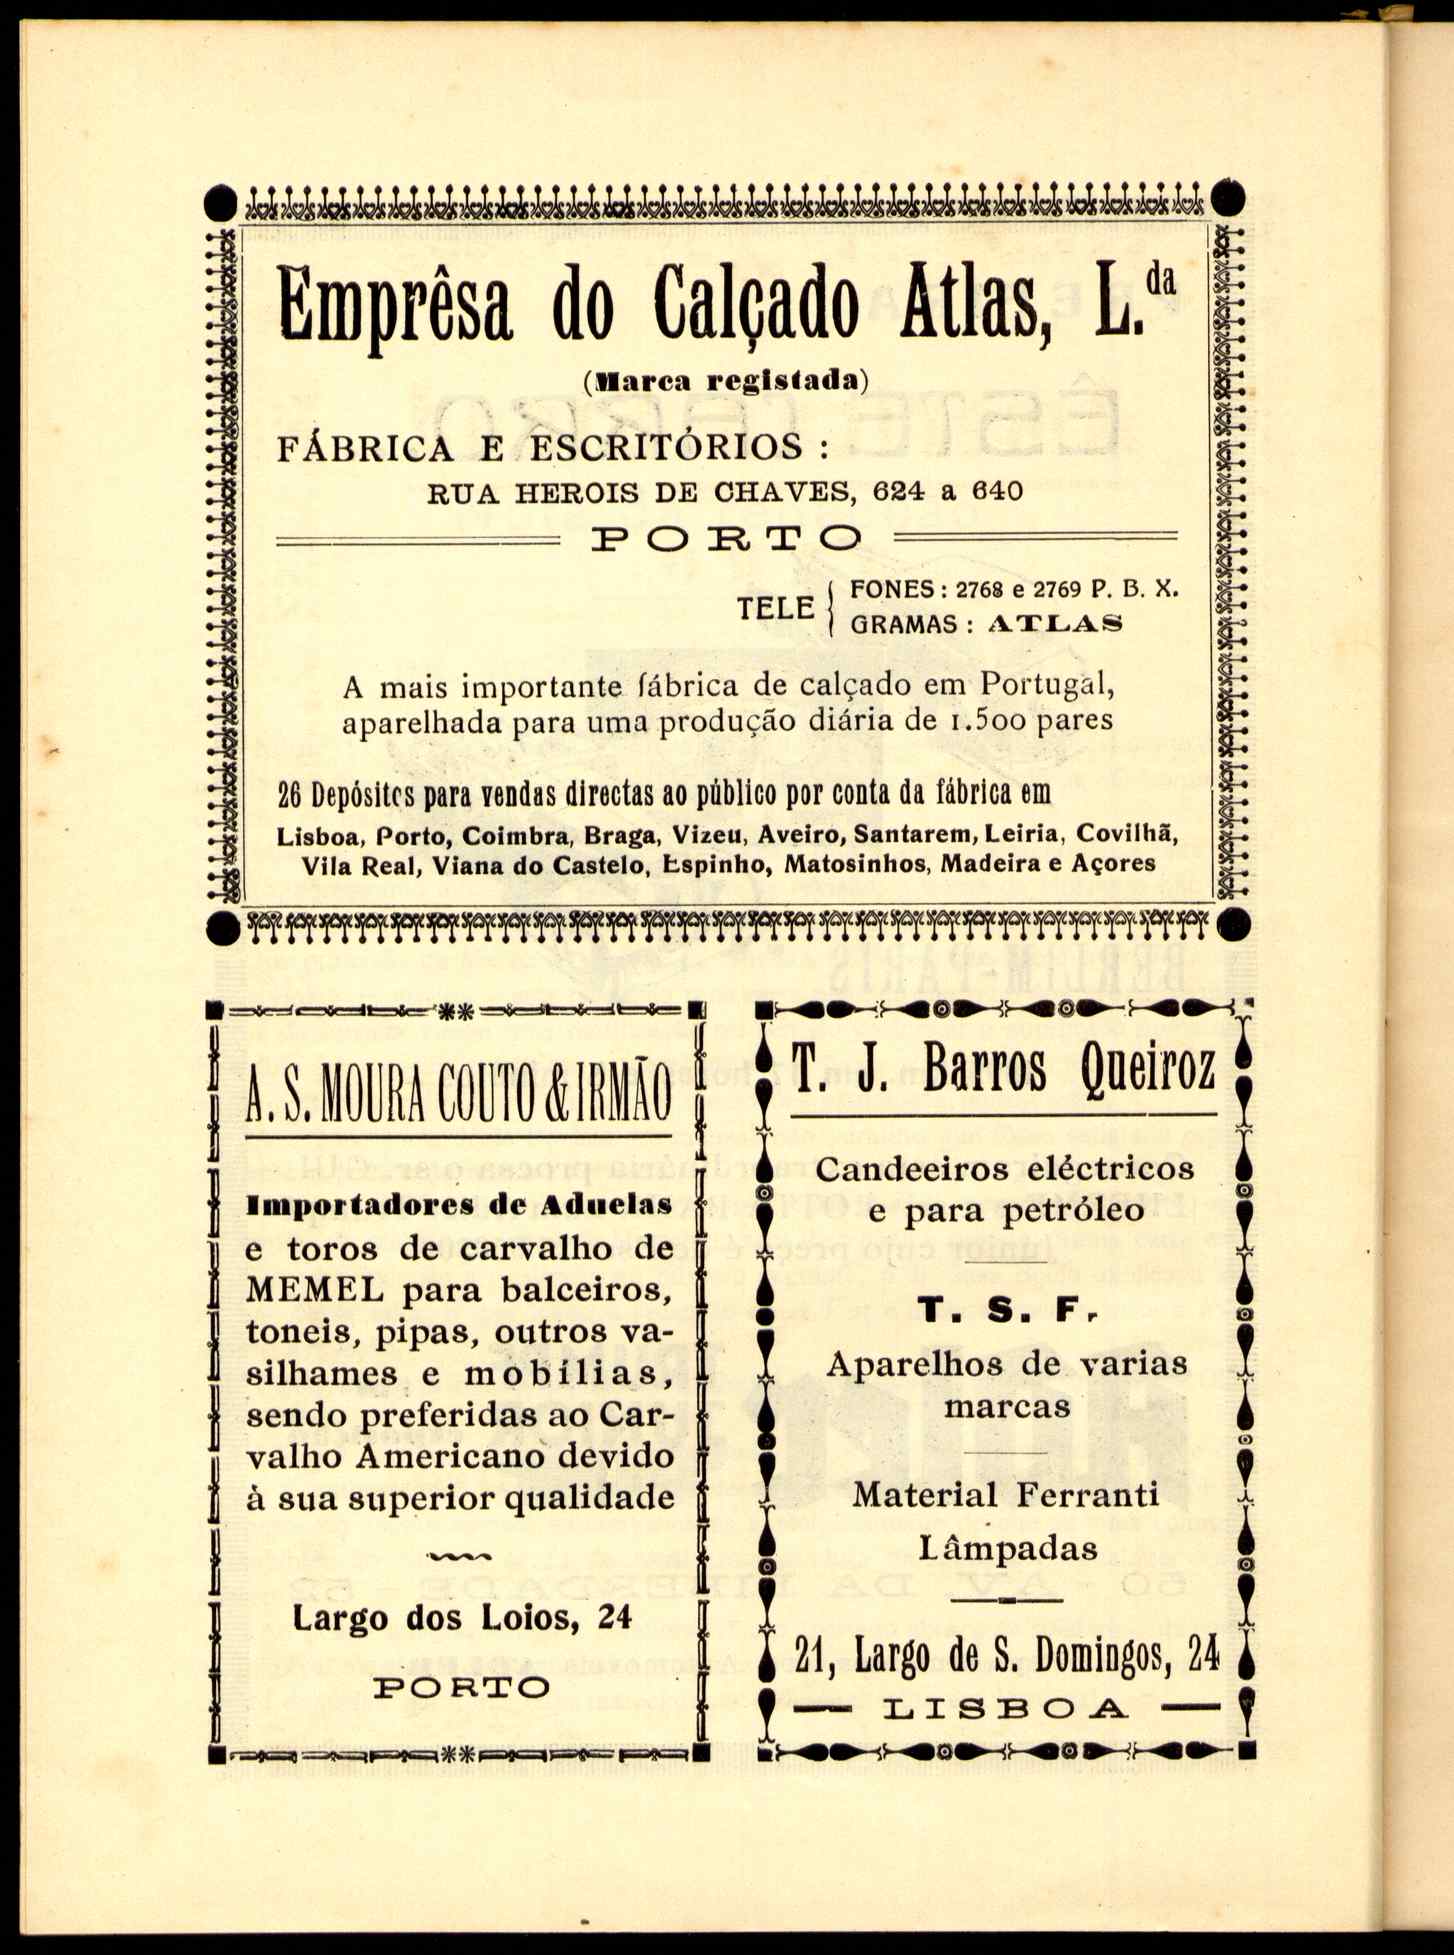 Emprêsa do Calçado Atlas, L.da
(Marca registada)
FÁBRICA E ESCRITÓRIOS :
RUA HEROIS DE CHAVES, 624 a 640
PORTO
TELE { FONES : 2768 e 2769 P. B. X.
GRAMAS : ATLAS
A mais importante fábrica de calçado em Portugal,
aparelhada para uma produção diária de 1.500 pares
26 Depósitos para vendas directas ao público por conta da fábrica em
Lisboa, Porto, Coimbra, Braga, Vizeu, Aveiro, Santarem, Leiria, Covilhã,
Vila Real, Viana do Castelo, Espinho, Matosinhos, Madeira e Açores
A. S. MOURA COUTO & IRMÃO
Importadores de Aduelas
e toros de carvalho de
MEMEL para balceiros,
toneis, pipas, outros va-
silhames e mobílias,
sendo preferidas ao Car-
valho Americano devido
à sua superior qualidade
Largo dos Loios, 24
PORTO
T. J. Barros Queiroz
Candeeiros eléctricos
e para petróleo
T. S. F.
Aparelhos de varias
marcas
Material Ferranti
Lâmpadas
21, Largo de S. Domingos, 24
— LISBOA —